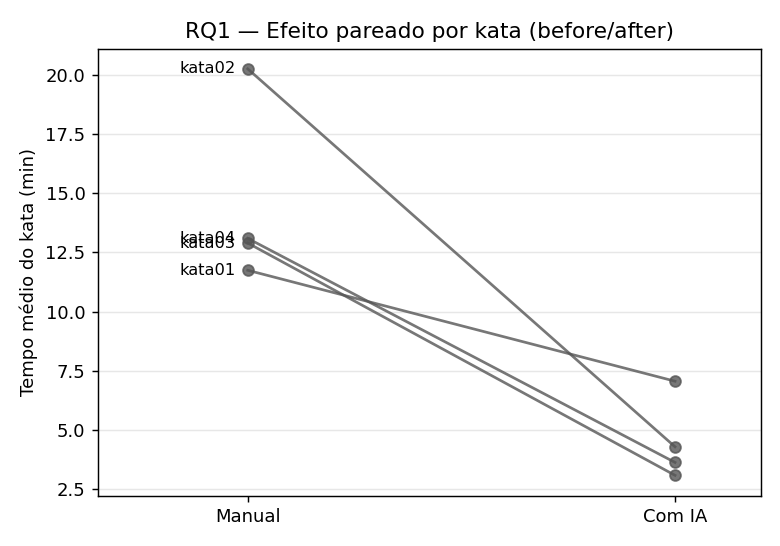 RQ1 — Efeito pareado por kata (before/after)
Tempo médio do kata (min)
20.0
17.5
15.0
12.5
10.0
7.5
5.0
2.5
kata02
kata04
kata03
kata01
Manual
Com IA